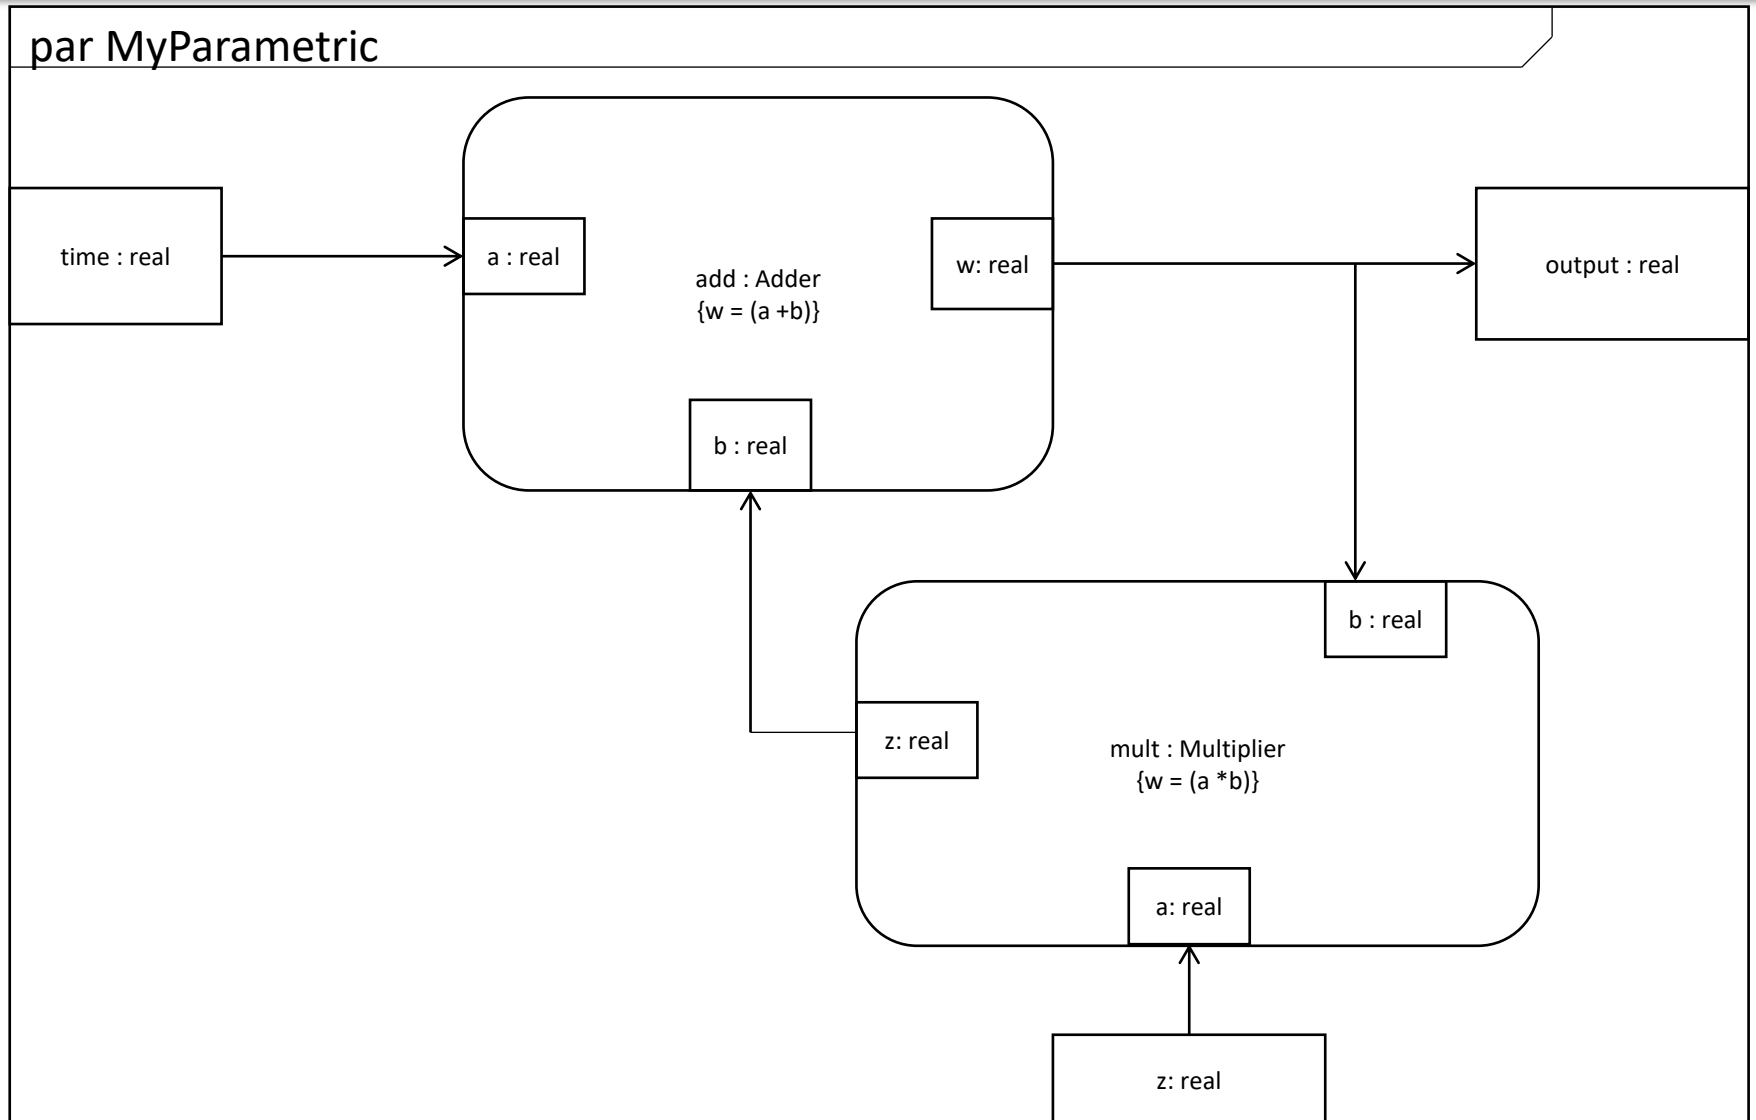 par MyParametric
time : real
a : real
add : Adder
{w = (a +b)}
w: real
output : real
b : real
b : real
z: real
mult : Multiplier
{w = (a *b)}
a: real
z: real